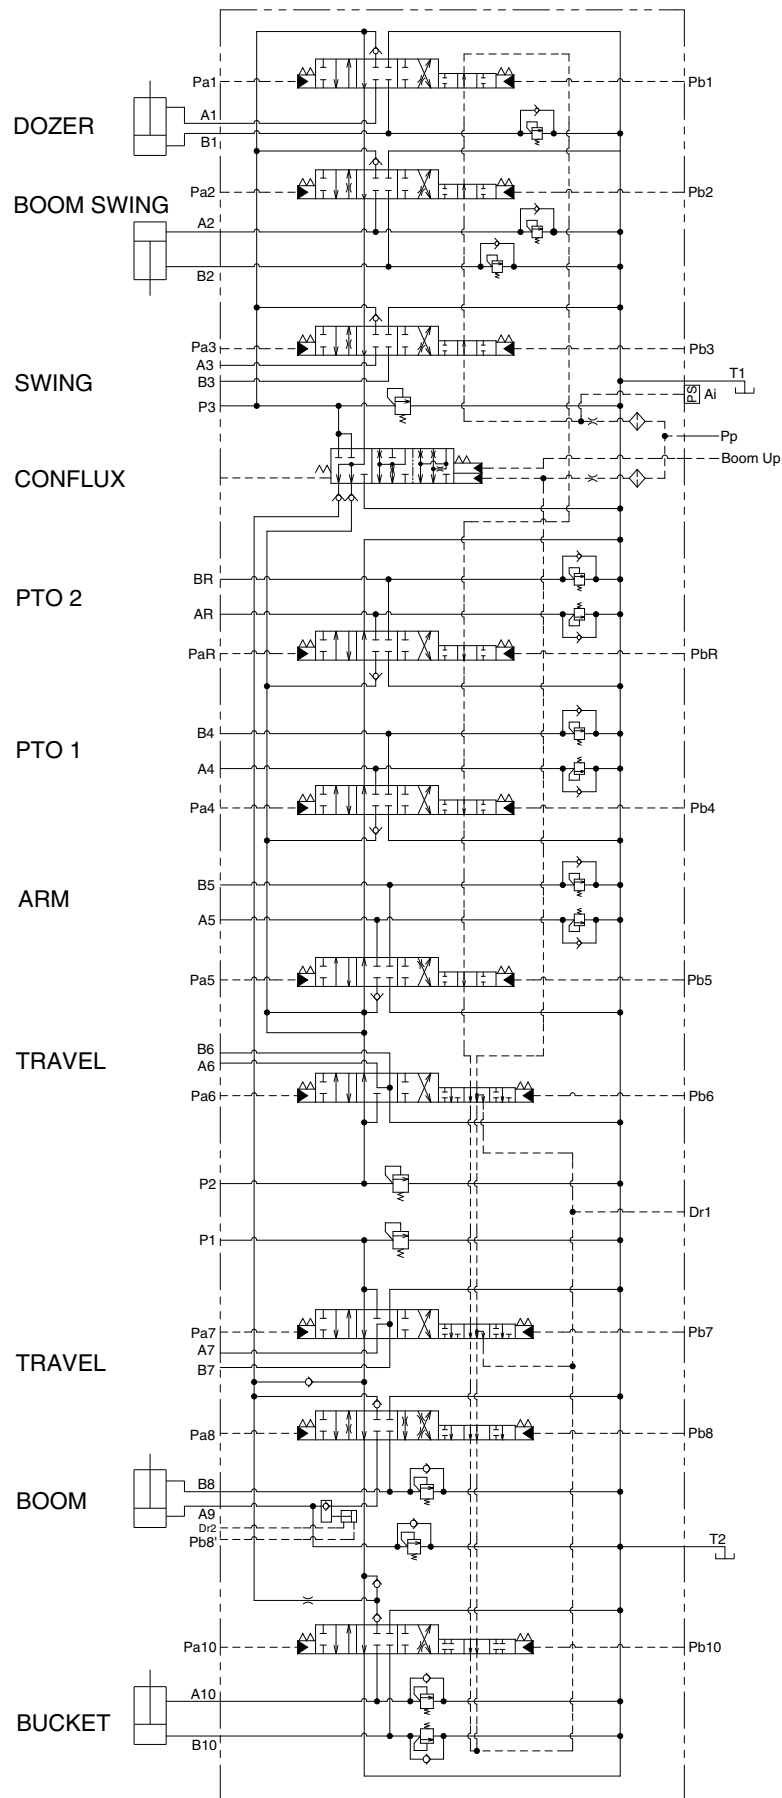 Pa1 Pb1
DOZER
A1
B1
Pa2 Pb2
BOOM SWING
A2
B2
Pa3 Pb3
A3
SWING
B3
T1
PS Ai
P3
Pp
Boom Up
CONFLUX
BR
PTO 2
AR
PaR PbR
B4
PTO 1
A4
Pa4 Pb4
B5
ARM
A5
Pa5 Pb5
B6
TRAVEL
A6
Pa6 Pb6
P2
Dr1
P1
Pa7 Pb7
A7
TRAVEL
B7
Pa8 Pb8
B8
BOOM
A9
Dr2
Pb8'
T2
Pa10 Pb10
A10
BUCKET
B10